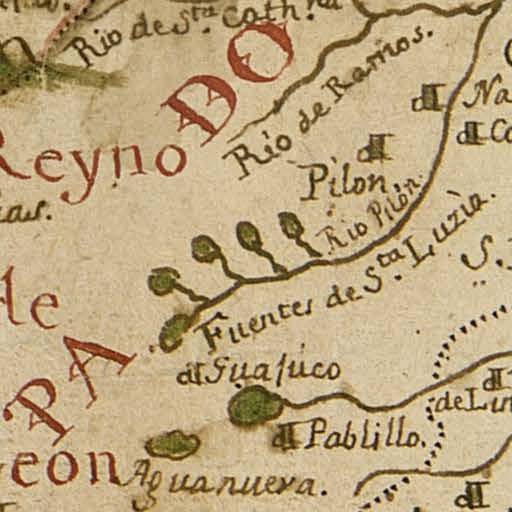 Rio de Sta. Cath.na
DO
Reyno
Rio de Ramos.
Na
Co
Pilon.
Rio Pilon.
as.
Fuentes de Sta. Luzia.
S.
de
PA
Guajuco
de Lin
Pablillo.
eon
Aguanueva.